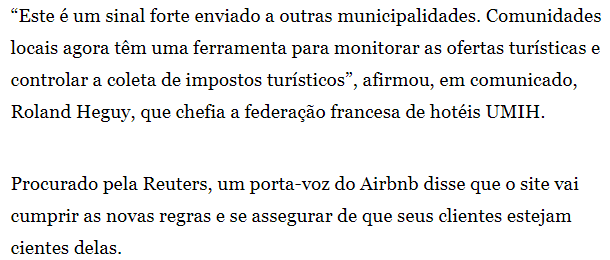 “Este é um sinal forte enviado a outras municipalidades. Comunidades
locais agora têm uma ferramenta para monitorar as ofertas turísticas e
controlar a coleta de impostos turísticos”, afirmou, em comunicado,
Roland Heguy, que chefia a federação francesa de hotéis UMIH.
Procurado pela Reuters, um porta-voz do Airbnb disse que o site vai
cumprir as novas regras e se assegurar de que seus clientes estejam
cientes delas.